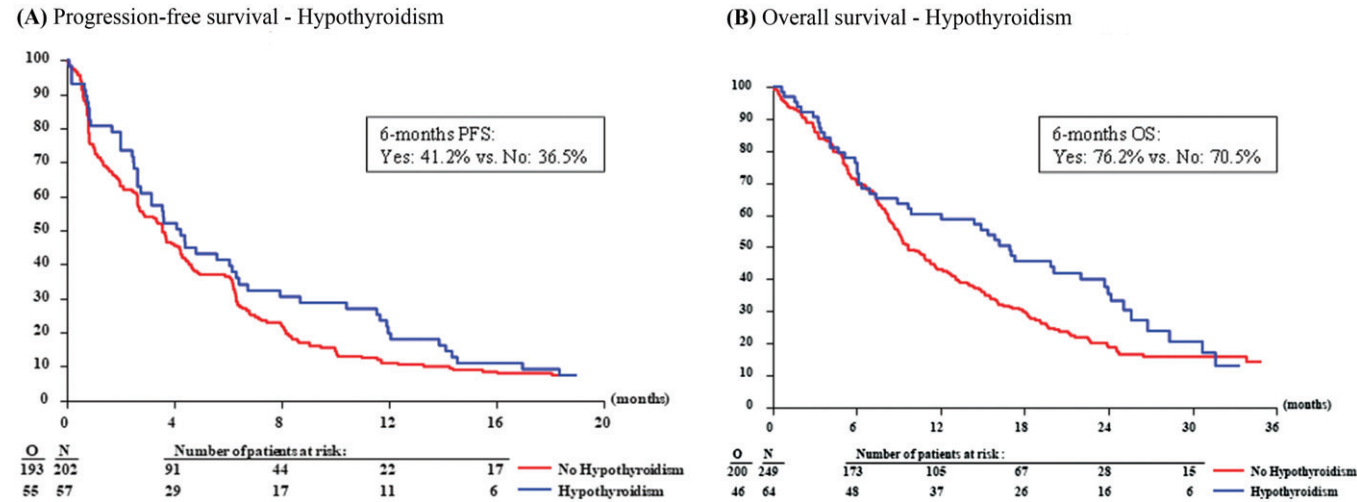 (A) Progression-free survival - Hypothyroidism
100
90
80
70
60
50
40
30
20
10
0
6-months PFS:
Yes: 41.2% vs. No: 36.5%
(months)
0 4 8 12 16 20
O N Number of patients at risk:
193 202 91 44 22 17 No Hypothyroidism
55 57 29 17 11 6 Hypothyroidism
(B) Overall survival - Hypothyroidism
100
90
80
70
60
50
40
30
20
10
0
6-months OS:
Yes: 76.2% vs. No: 70.5%
(months)
0 6 12 18 24 30 36
O N Number of patients at risk:
200 249 173 105 67 28 15 No Hypothyroidism
46 64 48 37 26 16 6 Hypothyroidism